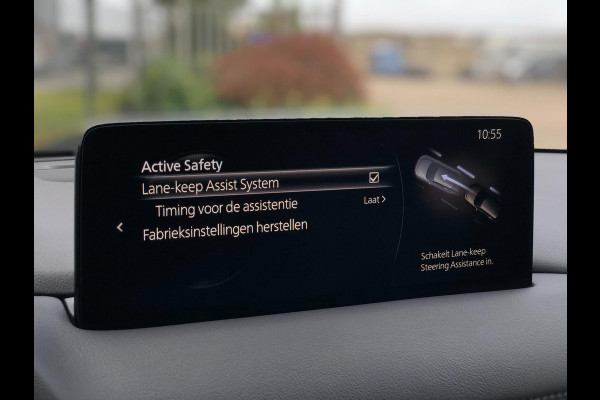 10:55
Active Safety
Lane-keep Assist System
Timing voor de assistentie Laat
Fabrieksinstellingen herstellen
Schakelt Lane-keep
Steering Assistance in.